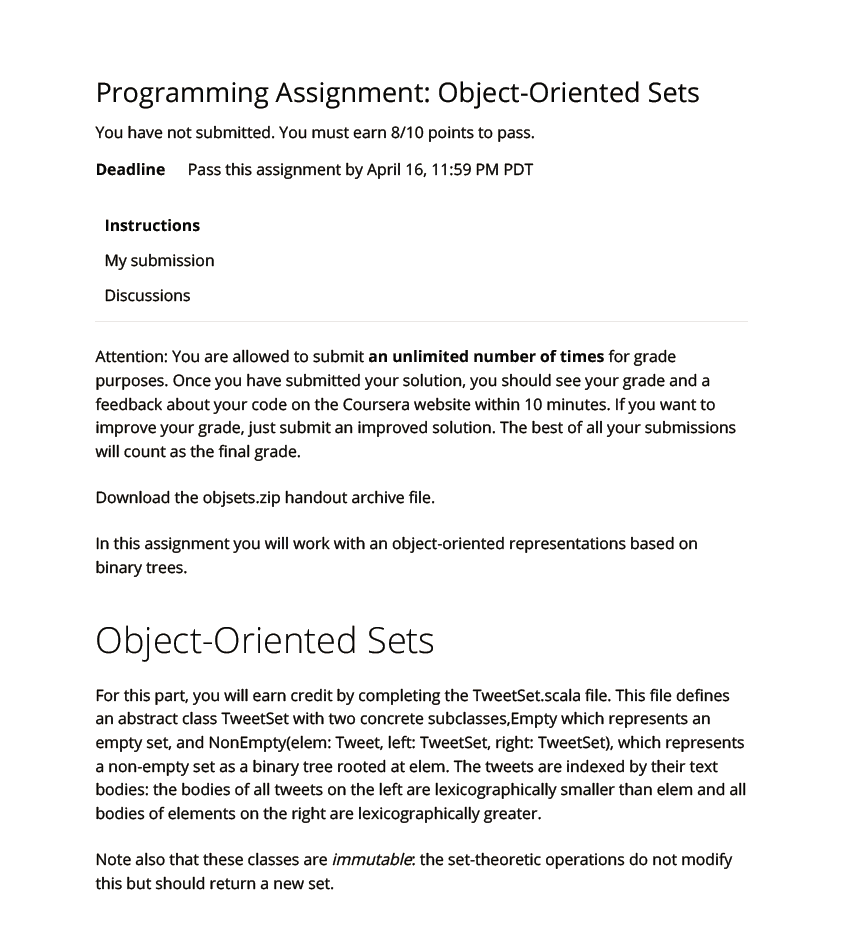 Programming Assignment: Object-Oriented Sets
You have not submitted. You must earn 8/10 points to pass.
Deadline Pass this assignment by April 16, 11:59 PM PDT
Instructions
My submission
Discussions
Attention: You are allowed to submit an unlimited number of times for grade
purposes. Once you have submitted your solution, you should see your grade and a
feedback about your code on the Coursera website within 10 minutes. If you want to
improve your grade, just submit an improved solution. The best of all your submissions
will count as the final grade.
Download the objsets.zip handout archive file.
In this assignment you will work with an object-oriented representations based on
binary trees.
Object-Oriented Sets
For this part, you will earn credit by completing the TweetSet.scala file. This file defines
an abstract class TweetSet with two concrete subclasses,Empty which represents an
empty set, and NonEmpty(elem: Tweet, left: TweetSet, right: TweetSet), which represents
a non-empty set as a binary tree rooted at elem. The tweets are indexed by their text
bodies: the bodies of all tweets on the left are lexicographically smaller than elem and all
bodies of elements on the right are lexicographically greater.
Note also that these classes are immutable: the set-theoretic operations do not modify
this but should return a new set.